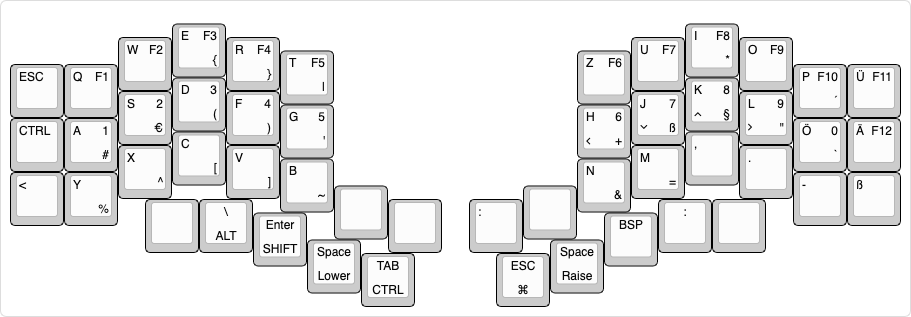 E F3
{
I F8
*
W F2
R F4
}
U F7
O F9
T F5
|
Z F6
ESC
Q F1
P F10
´
Ü F11
D 3
(
K 8
^ §
S 2
€
F 4
)
J 7
⌄ ß
L 9
> "
G 5
'
H 6
< +
CTRL
A 1
#
Ö 0
`
Ä F12
C
[
,
X
^
V
]
M
=
.
B
~
N
&
<
Y
%
-
ß
\
ALT
:
:
Enter
SHIFT
BSP
Space
Lower
Space
Raise
TAB
CTRL
ESC
⌘